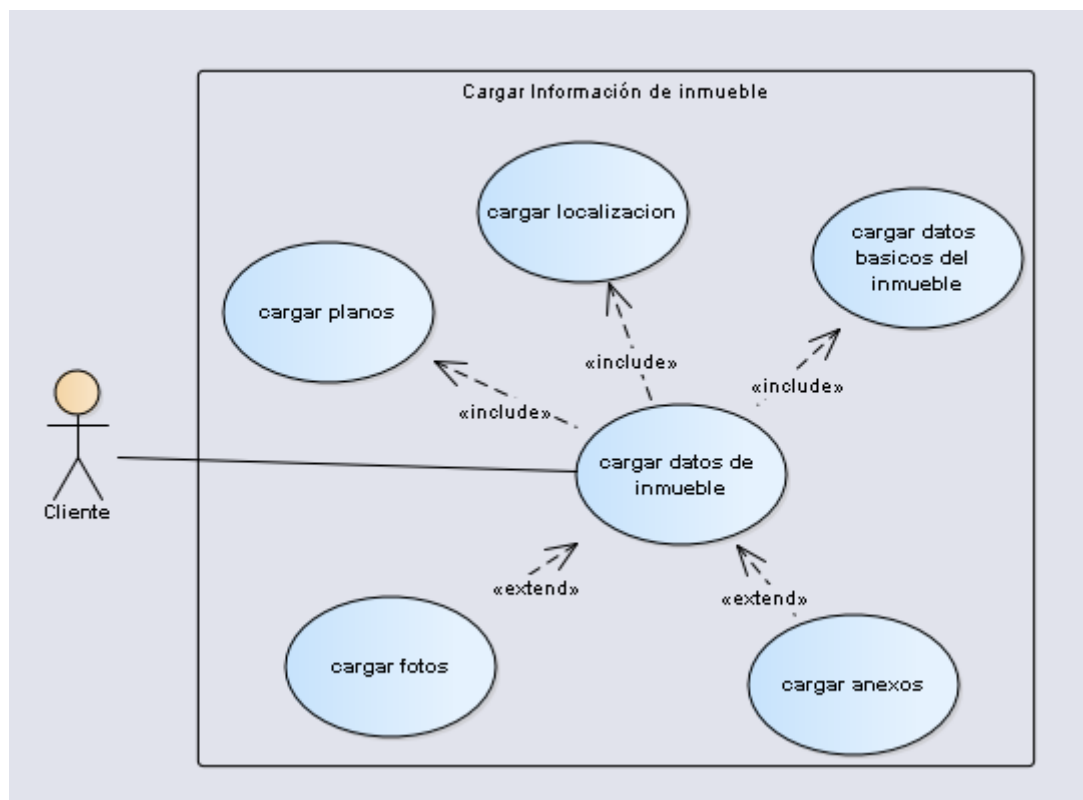 Cargar Información de inmueble
cargar localizacion
cargar datos
basicos del
inmueble
cargar planos
«include»
«include»
«include»
cargar datos de
inmueble
Cliente
«extend»
«extend»
cargar fotos
cargar anexos